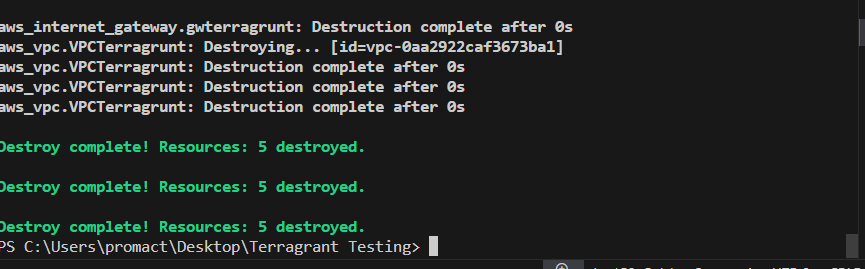 aws_internet_gateway.gwterragrunt: Destruction complete after 0s
aws_vpc.VPCTerragrunt: Destroying... [id=vpc-0aa2922caf3673ba1]
aws_vpc.VPCTerragrunt: Destruction complete after 0s
aws_vpc.VPCTerragrunt: Destruction complete after 0s
aws_vpc.VPCTerragrunt: Destruction complete after 0s
Destroy complete! Resources: 5 destroyed.
Destroy complete! Resources: 5 destroyed.
Destroy complete! Resources: 5 destroyed.
PS C:\Users\promact\Desktop\Terragrant Testing>